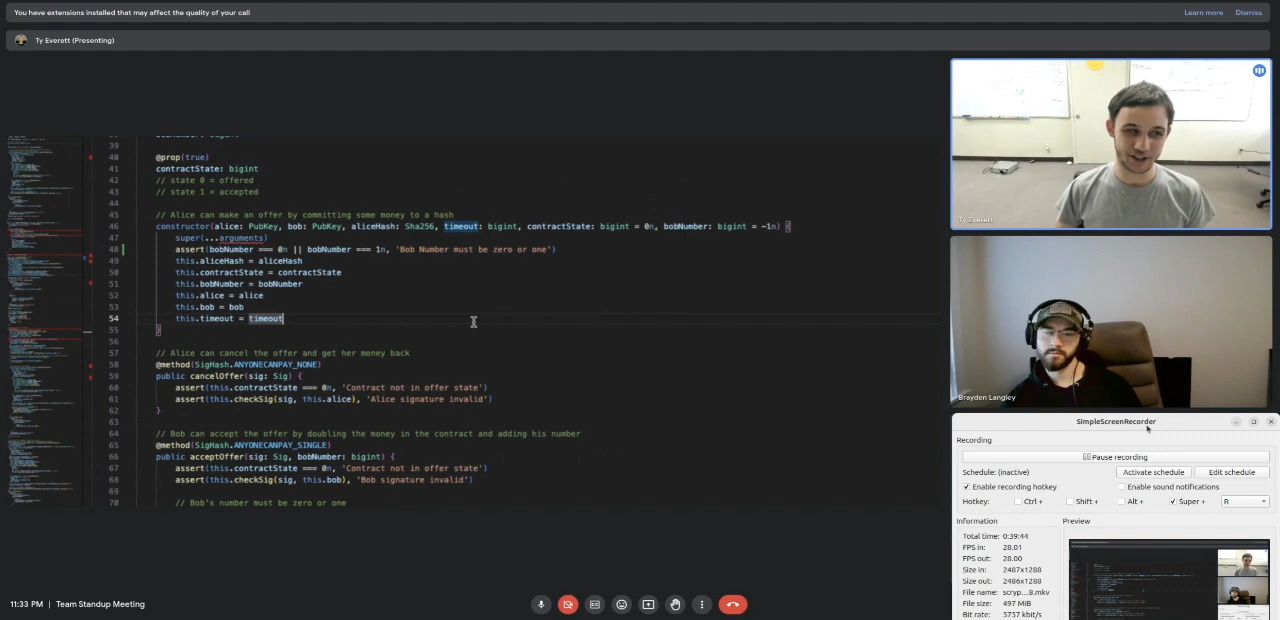 You have extensions installed that may affect the quality of your call
Learn more
Dismiss
Ty Everett (Presenting)
39
40 @prop(true)
41 contractState: bigint
42 // state 0 = offered
43 // state 1 = accepted
44
45 // Alice can make an offer by committing some money to a hash
46 constructor(alice: PubKey, bob: PubKey, aliceHash: Sha256, timeout: bigint, contractState: bigint = 0n, bobNumber: bigint = -1n) {
47 super(...arguments)
48 assert(bobNumber === 0n || bobNumber === 1n, 'Bob Number must be zero or one')
49 this.aliceHash = aliceHash
50 this.contractState = contractState
51 this.bobNumber = bobNumber
52 this.alice = alice
53 this.bob = bob
54 this.timeout = timeout
55 }
56
57 // Alice can cancel the offer and get her money back
58 @method(SigHash.ANYONECANPAY_NONE)
59 public cancelOffer(sig: Sig) {
60 assert(this.contractState === 0n, 'Contract not in offer state')
61 assert(this.checkSig(sig, this.alice), 'Alice signature invalid')
62 }
63
64 // Bob can accept the offer by doubling the money in the contract and adding his number
65 @method(SigHash.ANYONECANPAY_SINGLE)
66 public acceptOffer(sig: Sig, bobNumber: bigint) {
67 assert(this.contractState === 0n, 'Contract not in offer state')
68 assert(this.checkSig(sig, this.bob), 'Bob signature invalid')
69
70 // Bob's number must be zero or one
Ty Everett
Brayden Langley
SimpleScreenRecorder
Recording
Pause recording
Schedule: (inactive)
Activate schedule
Edit schedule
Enable recording hotkey
Enable sound notifications
Hotkey:
Ctrl +
Shift +
Alt +
Super +
R
Information
Preview
Total time: 0:39:44
FPS in: 28.01
FPS out: 28.00
Size in: 2487x1288
Size out: 2486x1288
File name: scryp...8.mkv
File size: 497 MiB
Bit rate: 5757 kbit/s
11:33 PM | Team Standup Meeting